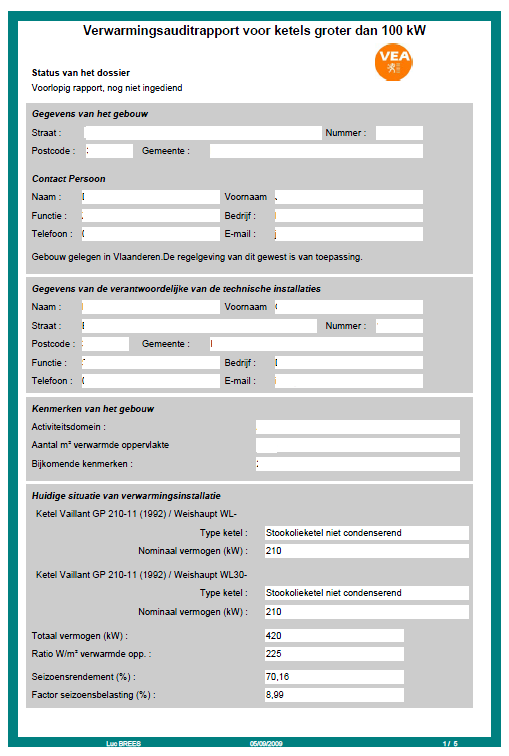 Verwarmingsauditrapport voor ketels groter dan 100 kW
VEA
Status van het dossier
Voorlopig rapport, nog niet ingediend
Gegevens van het gebouw
Straat : Nummer :
Postcode : Gemeente :
Contact Persoon
Naam : Voornaam
Functie : Bedrijf :
Telefoon : E-mail :
Gebouw gelegen in Vlaanderen.De regelgeving van dit gewest is van toepassing.
Gegevens van de verantwoordelijke van de technische installaties
Naam : Voornaam
Straat : Nummer :
Postcode : Gemeente :
Functie : Bedrijf :
Telefoon : E-mail :
Kenmerken van het gebouw
Activiteitsdomein :
Aantal m² verwarmde oppervlakte
Bijkomende kenmerken :
Huidige situatie van verwarmingsinstallatie
Ketel Vaillant GP 210-11 (1992) / Weishaupt WL-
Type ketel : Stookolieketel niet condenserend
Nominaal vermogen (kW) : 210
Ketel Vaillant GP 210-11 (1992) / Weishaupt WL30-
Type ketel : Stookolieketel niet condenserend
Nominaal vermogen (kW) : 210
Totaal vermogen (kW) : 420
Ratio W/m² verwarmde opp. : 225
Seizoensrendement (%) : 70,16
Factor seizoensbelasting (%) : 8,99
Luc BREES 05/09/2009 1 / 5